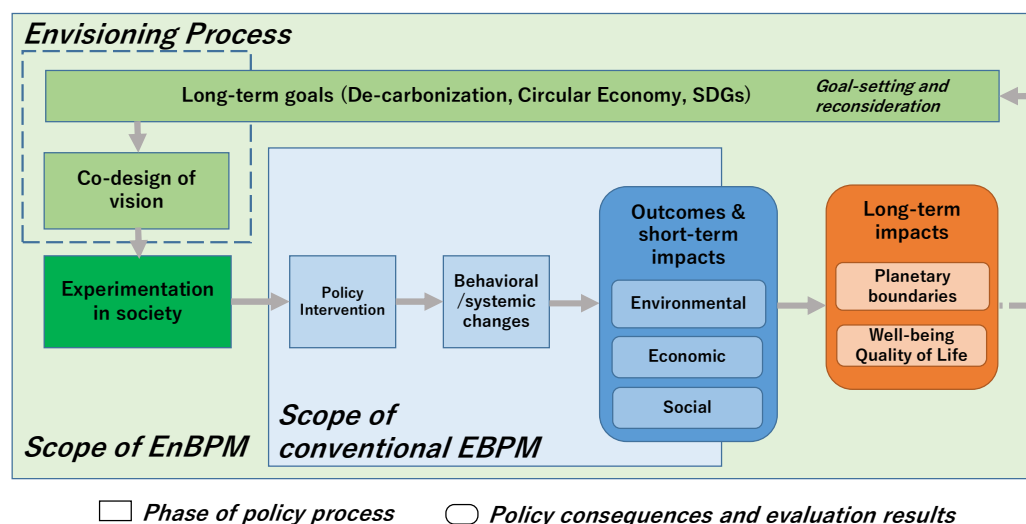 Envisioning Process
Long-term goals (De-carbonization, Circular Economy, SDGs)
Goal-setting and
reconsideration
Co-design of
vision
Experimentation
in society
Policy
Intervention
Behavioral
/systemic
changes
Outcomes &
short-term
impacts
Environmental
Economic
Social
Long-term
impacts
Planetary
boundaries
Well-being
Quality of Life
Scope of EnBPM
Scope of
conventional EBPM
Phase of policy process
Policy consequences and evaluation results